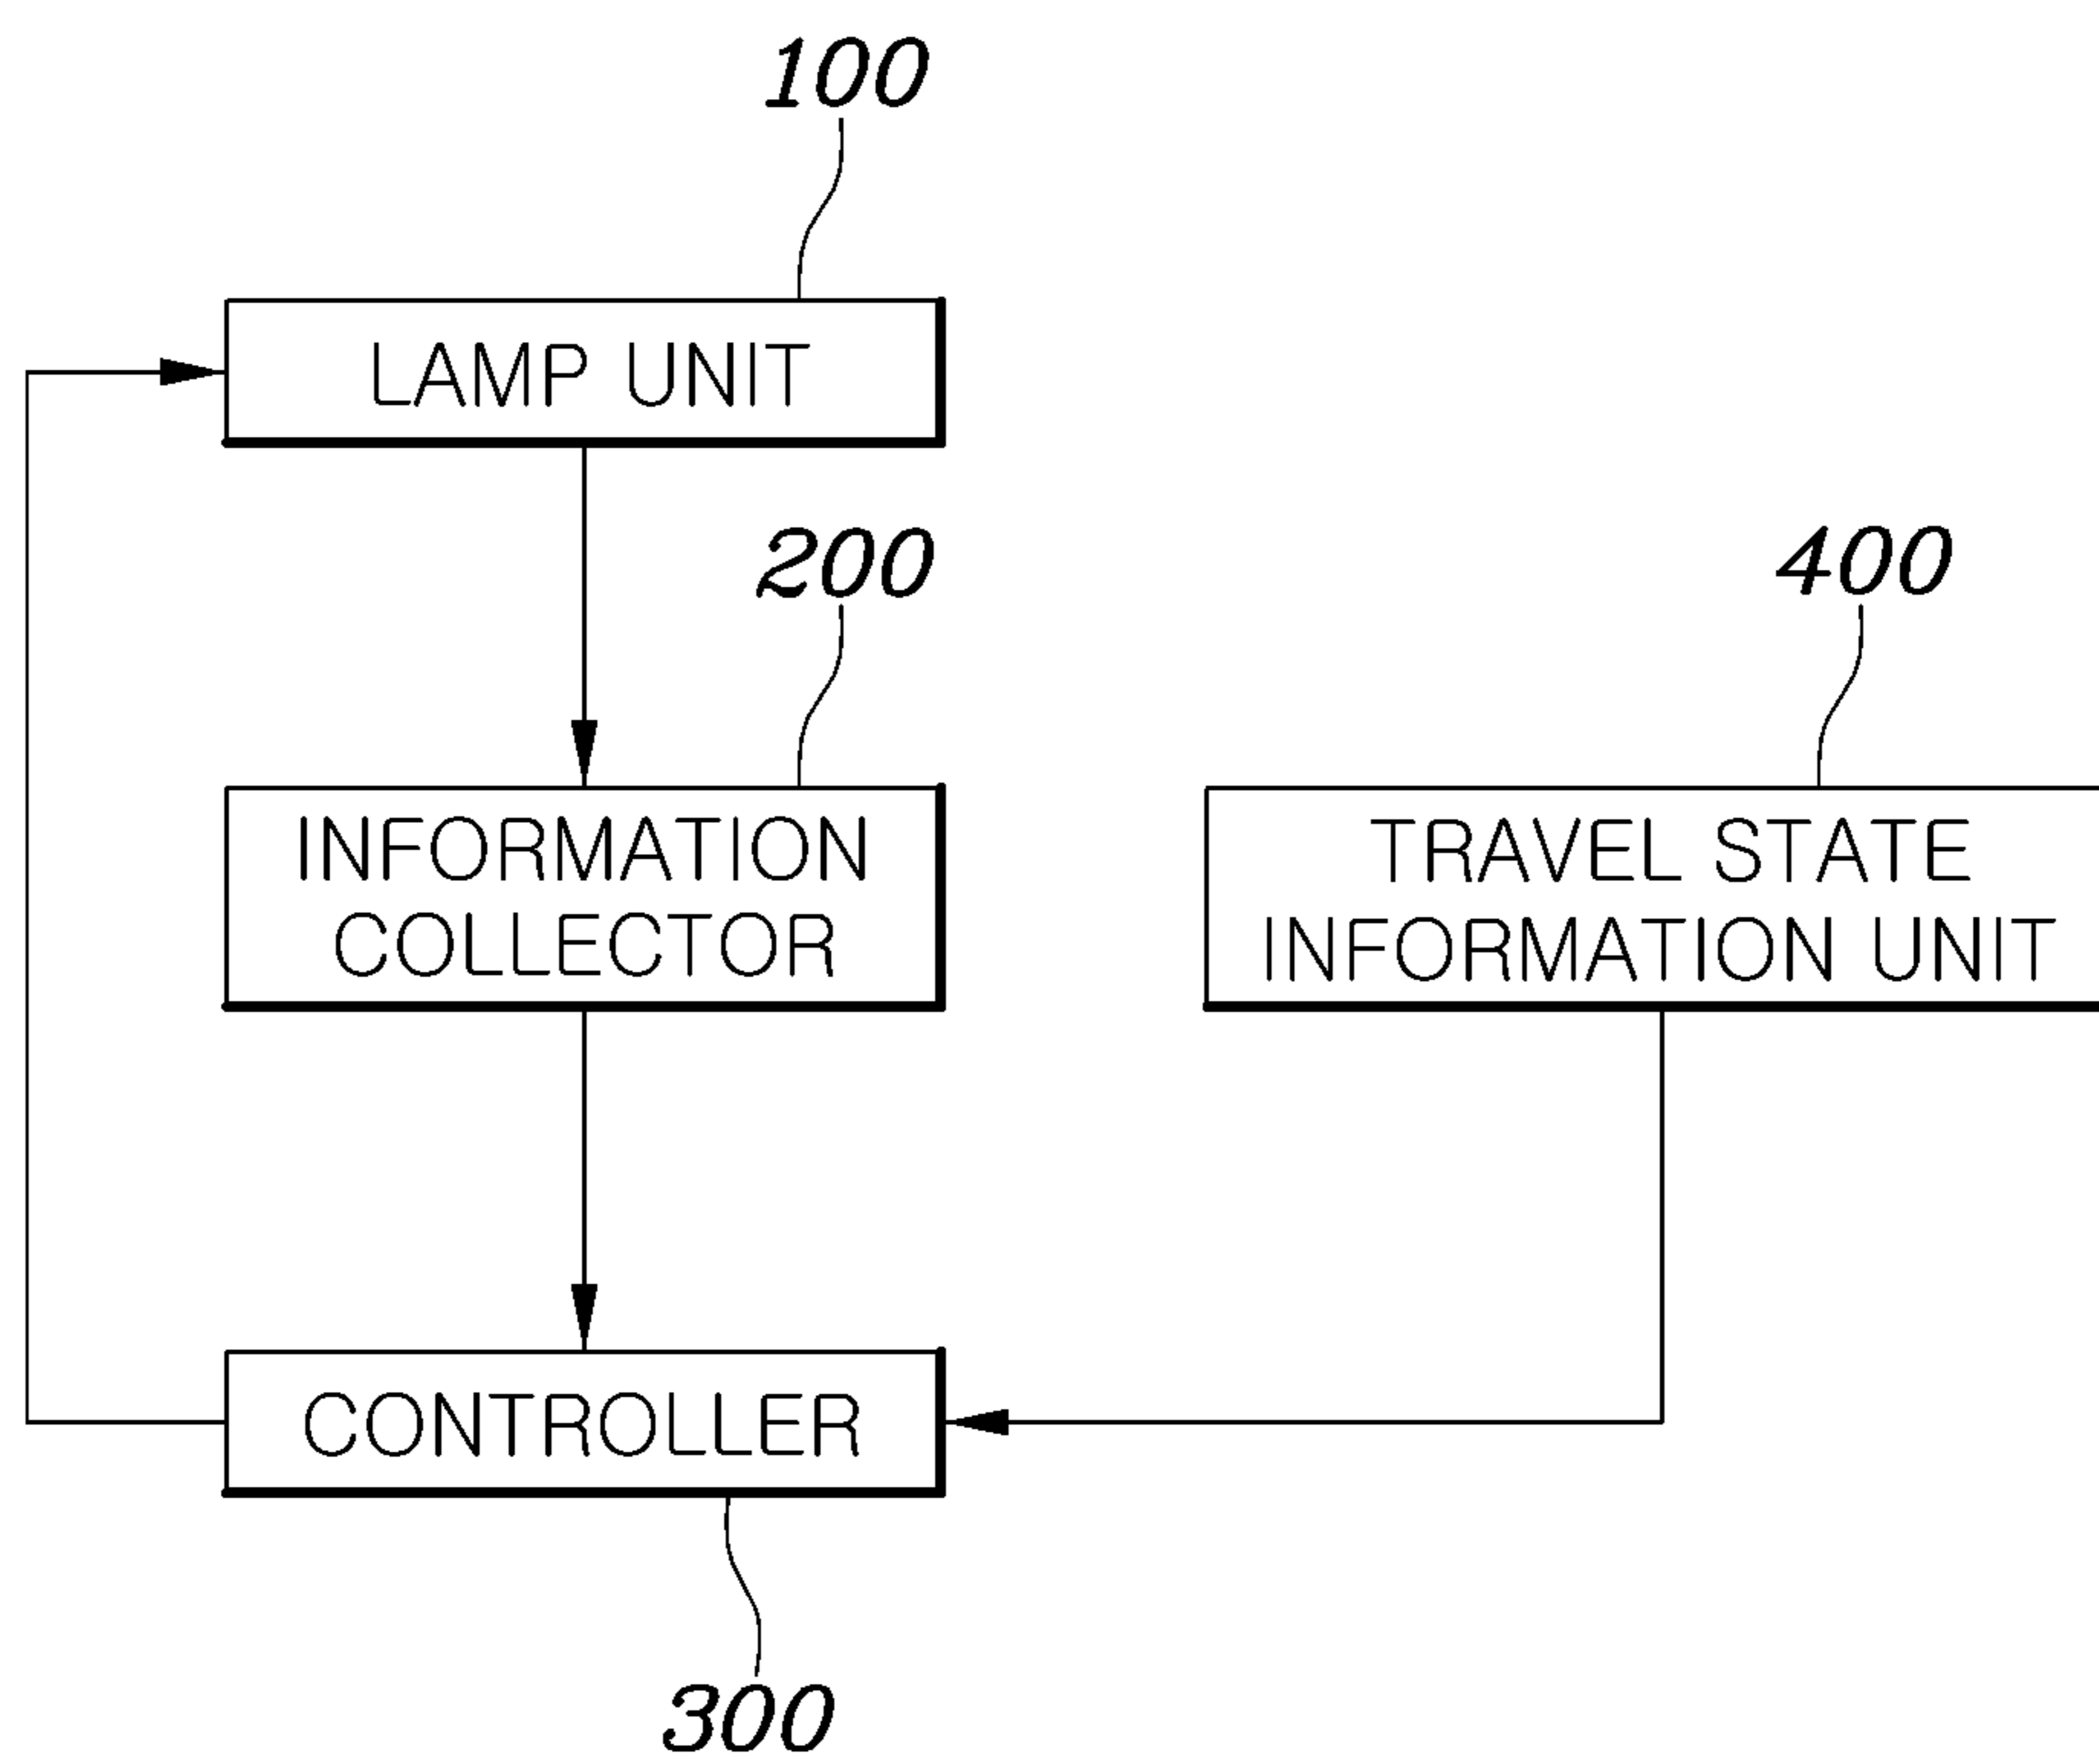 100
LAMP UNIT
200
INFORMATION
COLLECTOR
400
TRAVEL STATE
INFORMATION UNIT
CONTROLLER
300